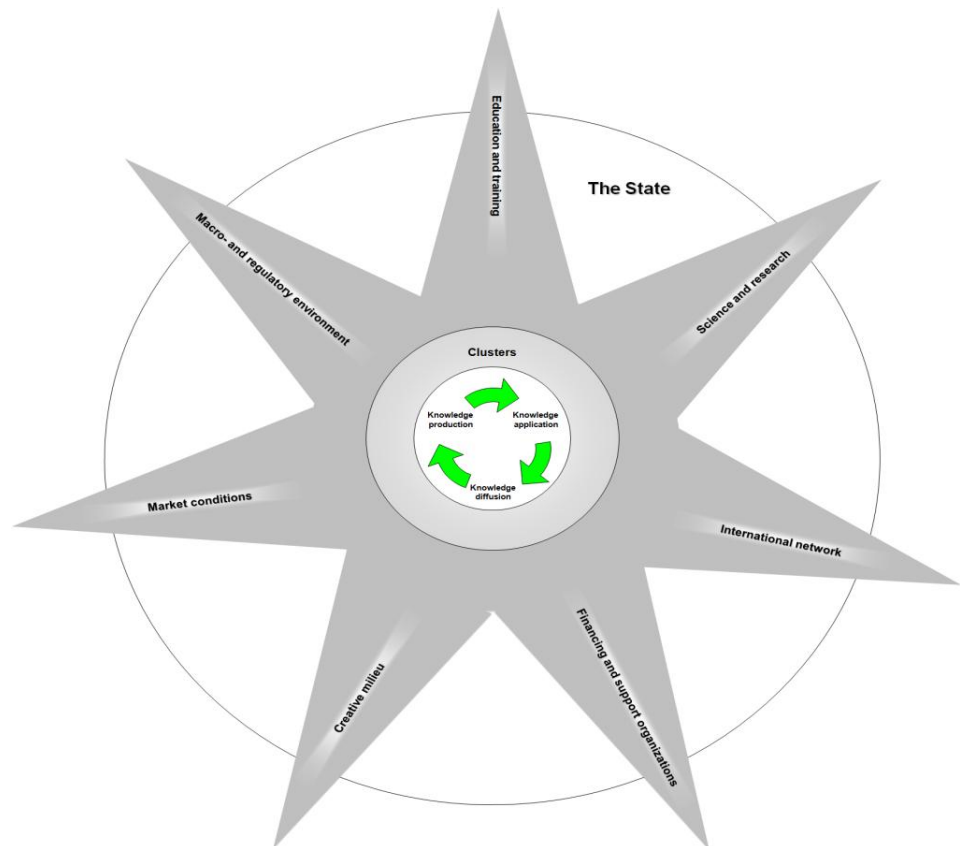 Education and training
The State
Macro- and regulatory environment
Science and research
Clusters
Knowledge
production
Knowledge
application
Knowledge
diffusion
Market conditions
International network
Creative milieu
Financing and support organizations